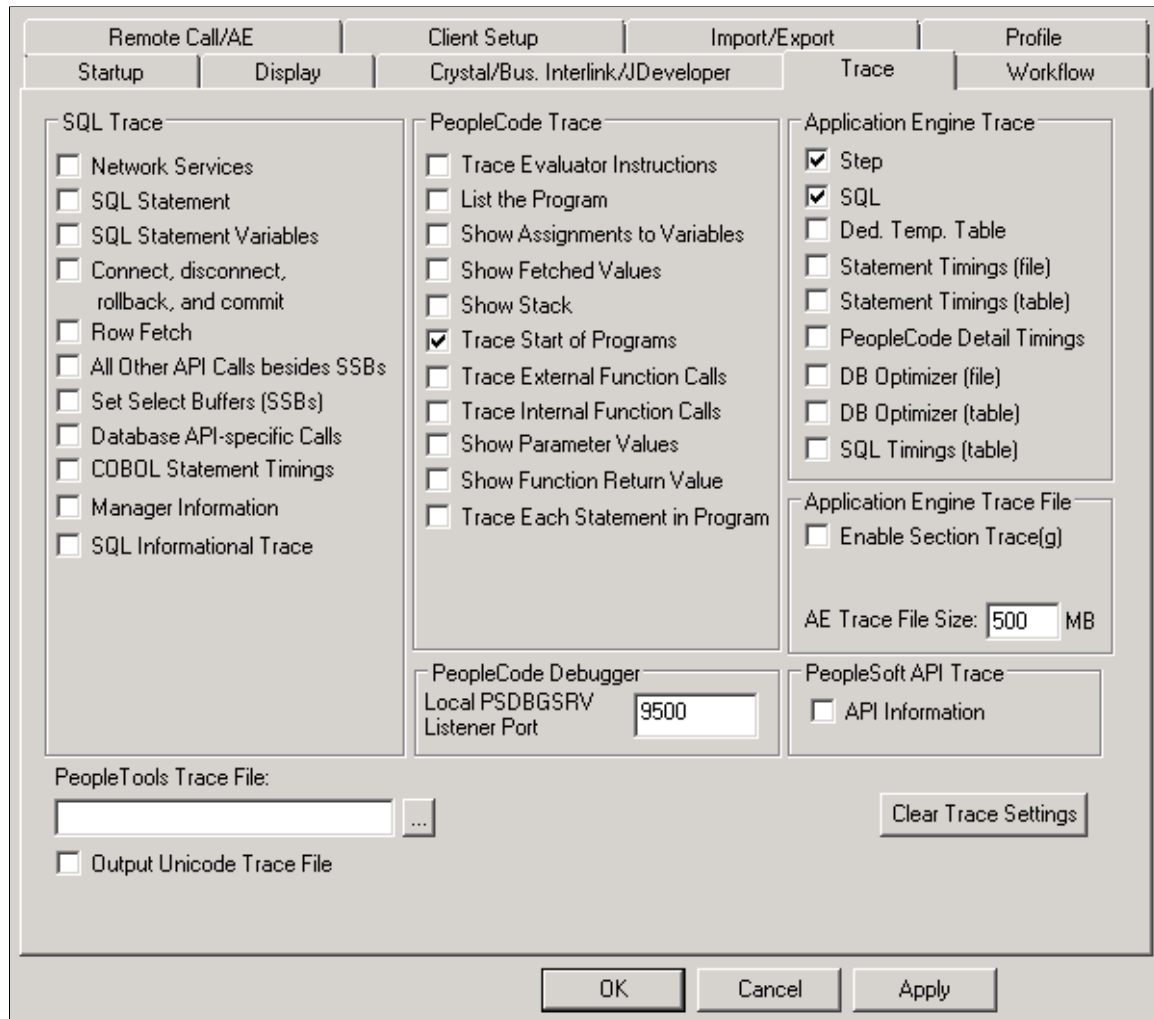 Remote Call/AE
Client Setup
Import/Export
Profile
Startup
Display
Crystal/Bus. Interlink/JDeveloper
Trace
Workflow
SQL Trace
Network Services
SQL Statement
SQL Statement Variables
Connect, disconnect,
rollback, and commit
Row Fetch
All Other API Calls besides SSBs
Set Select Buffers (SSBs)
Database API-specific Calls
COBOL Statement Timings
Manager Information
SQL Informational Trace
PeopleCode Trace
Trace Evaluator Instructions
List the Program
Show Assignments to Variables
Show Fetched Values
Show Stack
Trace Start of Programs
Trace External Function Calls
Trace Internal Function Calls
Show Parameter Values
Show Function Return Value
Trace Each Statement in Program
PeopleCode Debugger
Local PSDBGSRV
Listener Port
9500
Application Engine Trace
Step
SQL
Ded. Temp. Table
Statement Timings (file)
Statement Timings (table)
PeopleCode Detail Timings
DB Optimizer (file)
DB Optimizer (table)
SQL Timings (table)
Application Engine Trace File
Enable Section Trace(g)
AE Trace File Size: 500 MB
PeopleSoft API Trace
API Information
PeopleTools Trace File:
...
Clear Trace Settings
Output Unicode Trace File
OK
Cancel
Apply